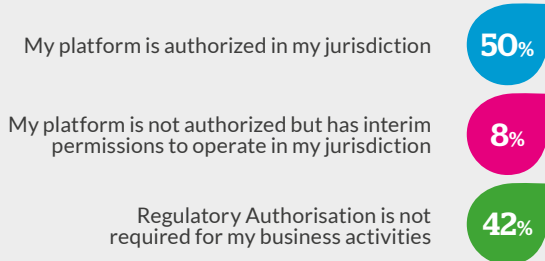 My platform is authorized in my jurisdiction
50%
My platform is not authorized but has interim
permissions to operate in my jurisdiction
8%
Regulatory Authorisation is not
required for my business activities
42%